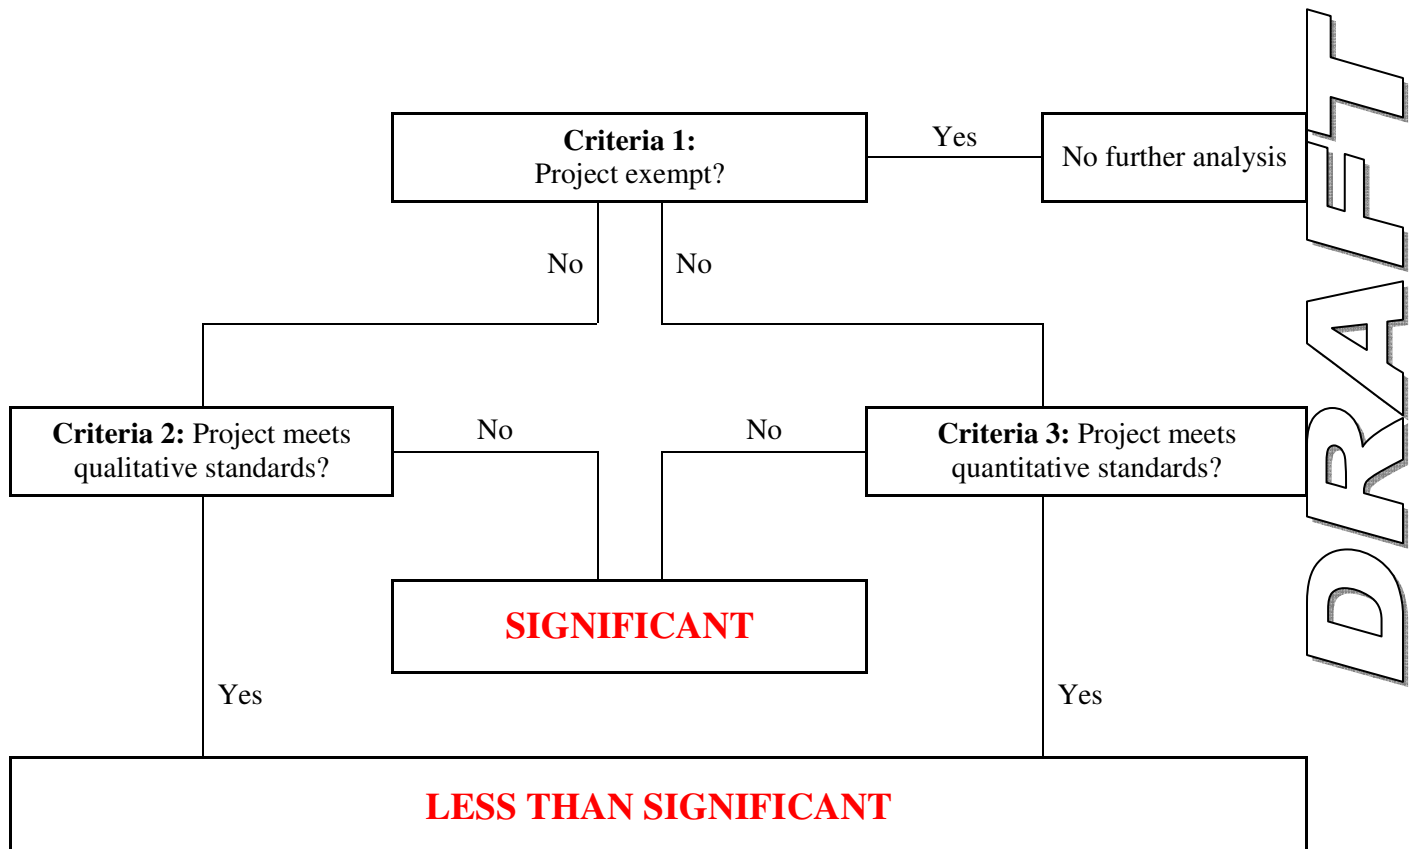 Criteria 1:
Project exempt?
Yes
No further analysis
No
No
Criteria 2: Project meets
qualitative standards?
No
No
Criteria 3: Project meets
quantitative standards?
SIGNIFICANT
Yes
Yes
LESS THAN SIGNIFICANT
DRAFT